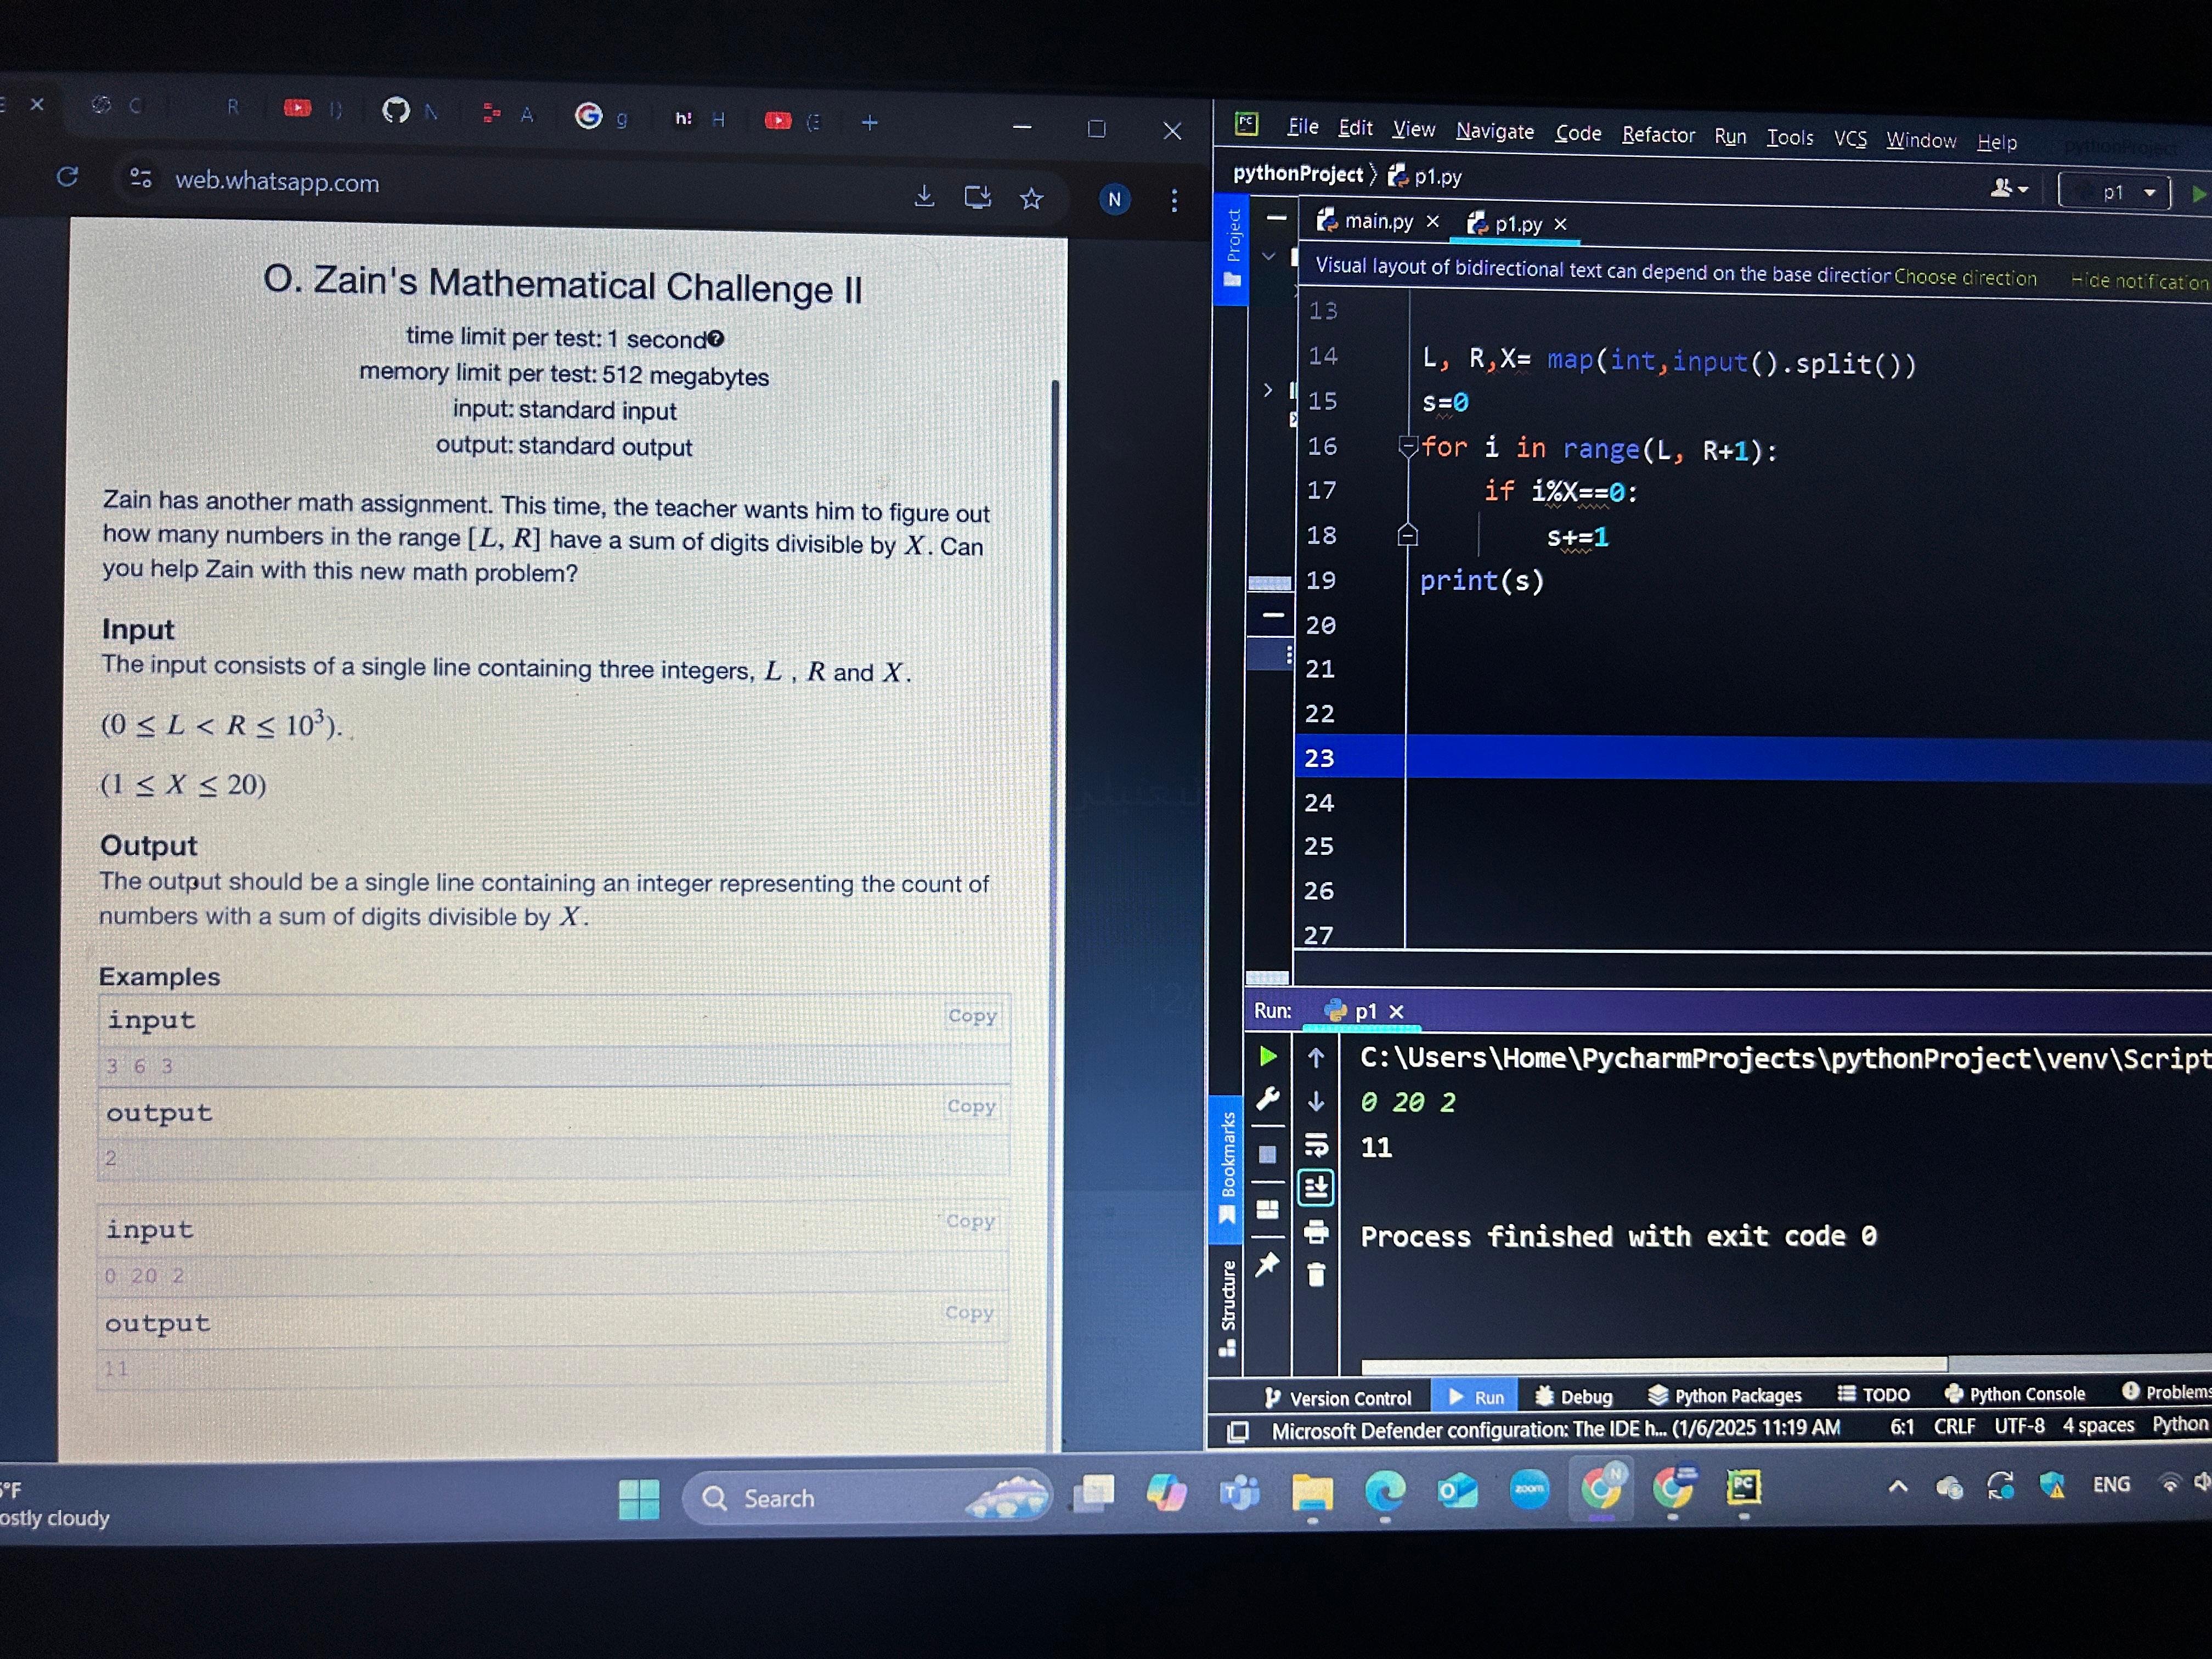 web.whatsapp.com
O. Zain's Mathematical Challenge II
time limit per test: 1 second
memory limit per test: 512 megabytes
input: standard input
output: standard output
Zain has another math assignment. This time, the teacher wants him to figure out
how many numbers in the range [L, R] have a sum of digits divisible by X. Can
you help Zain with this new math problem?
Input
The input consists of a single line containing three integers, L , R and X.
(0 ≤ L < R ≤ 10³).
(1 ≤ X ≤ 20)
Output
The output should be a single line containing an integer representing the count of
numbers with a sum of digits divisible by X.
Examples
input
Copy
3 6 3
output
Copy
2
input
Copy
0 20 2
output
Copy
11
File Edit View Navigate Code Refactor Run Tools VCS Window Help
pythonProject
pythonProject > p1.py
p1
Project
main.py
p1.py
Visual layout of bidirectional text can depend on the base direction Choose direction Hide notification
13
14 L, R,X= map(int,input().split())
15 s=0
16 for i in range(L, R+1):
17 if i%X==0:
18 s+=1
19 print(s)
20
21
22
23
24
25
26
27
Run: p1
C:\Users\Home\PycharmProjects\pythonProject\venv\Script
0 20 2
11
Process finished with exit code 0
Bookmarks
Structure
Version Control Run Debug Python Packages TODO Python Console Problems
Microsoft Defender configuration: The IDE h... (1/6/2025 11:19 AM 6:1 CRLF UTF-8 4 spaces Python
°F
ostly cloudy
Search
zoom
ENG